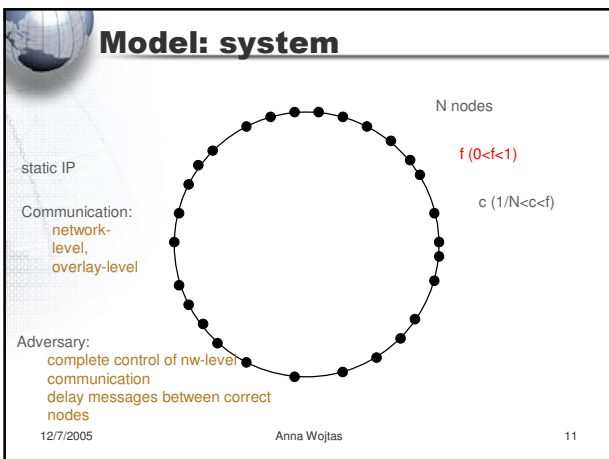 Model: system
N nodes
f (0<f<1)
static IP
c (1/N<c<f)
Communication:
network-
level,
overlay-level
Adversary:
complete control of nw-level
communication
delay messages between correct
nodes
12/7/2005
Anna Wojtas
11